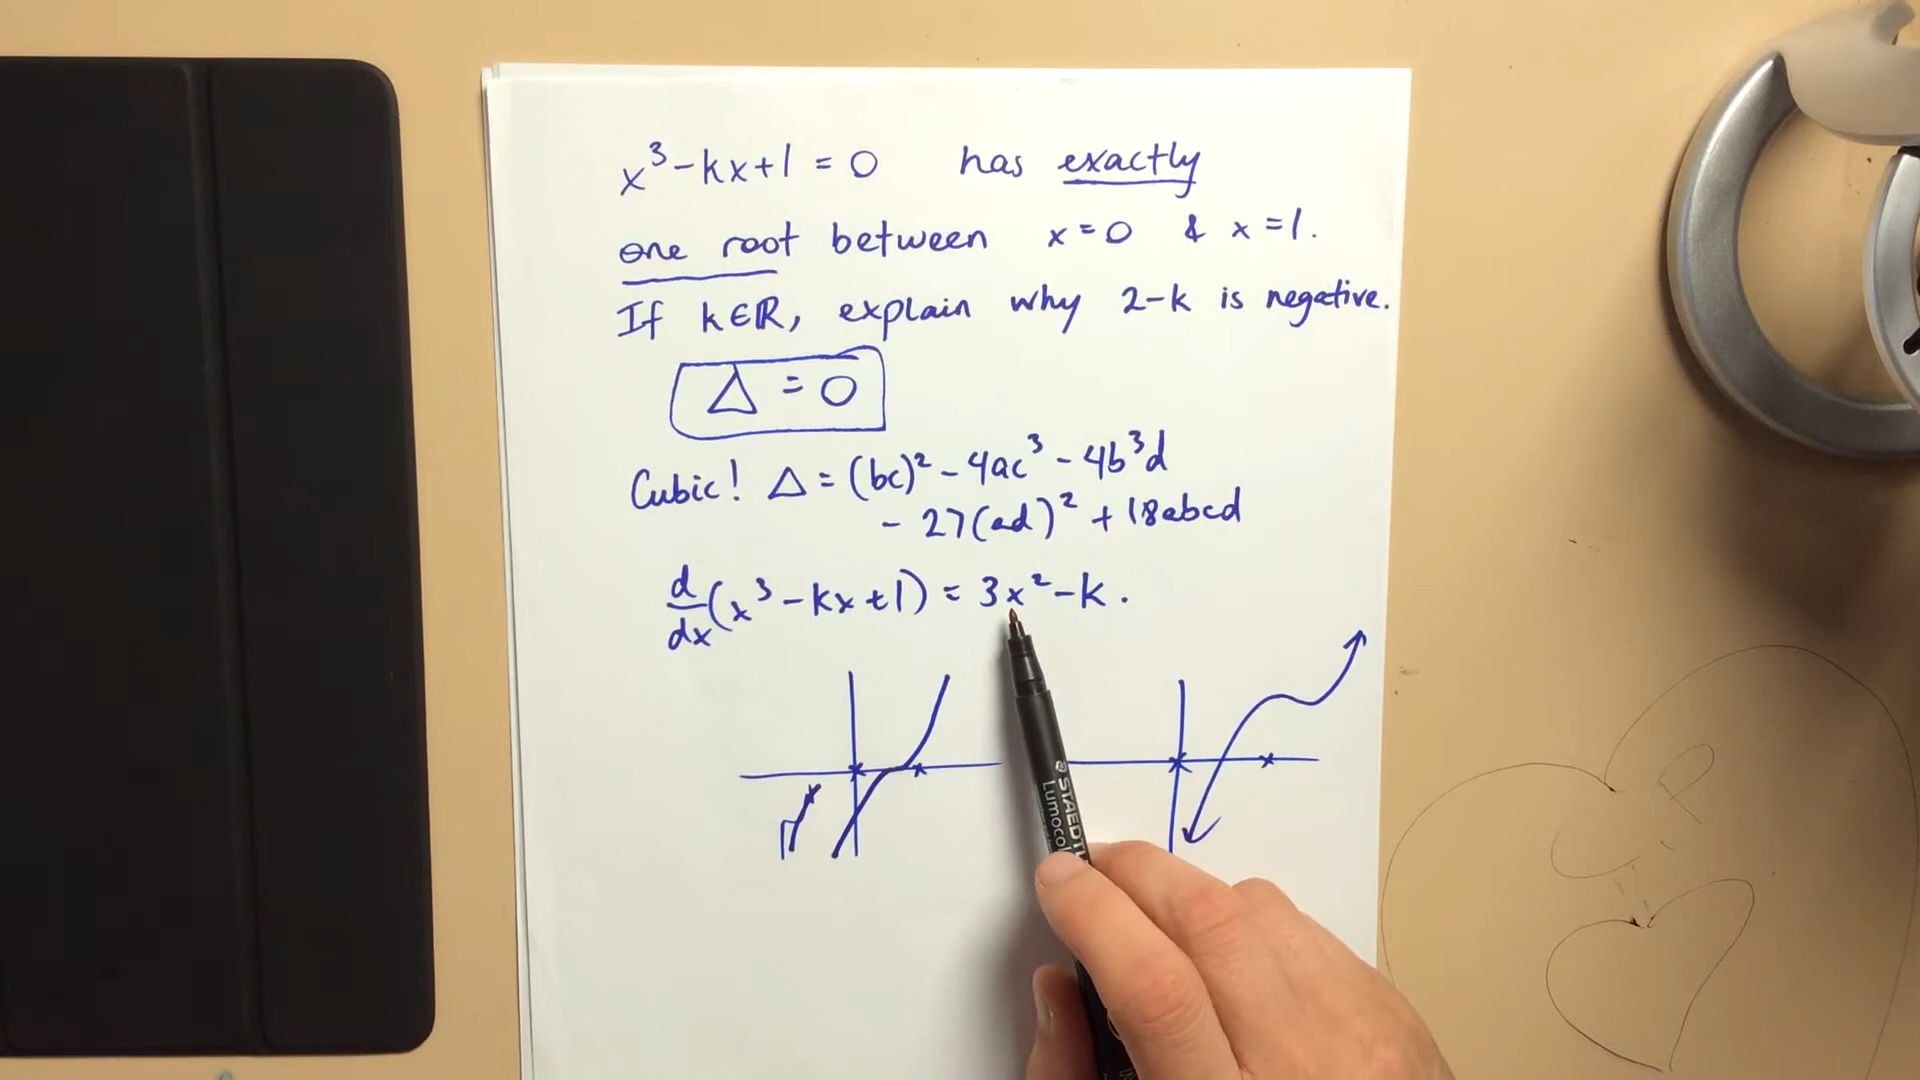 x³-kx+1 = 0 has exactly
one root between x=0 & x=1.
If k∈ℝ, explain why 2-k is negative.
Δ = 0
Cubic! Δ = (bc)² - 4ac³ - 4b³d
- 27(ad)² + 18abcd
d/dx(x³-kx+1) = 3x²-k.
STAEDTL
Lumoco